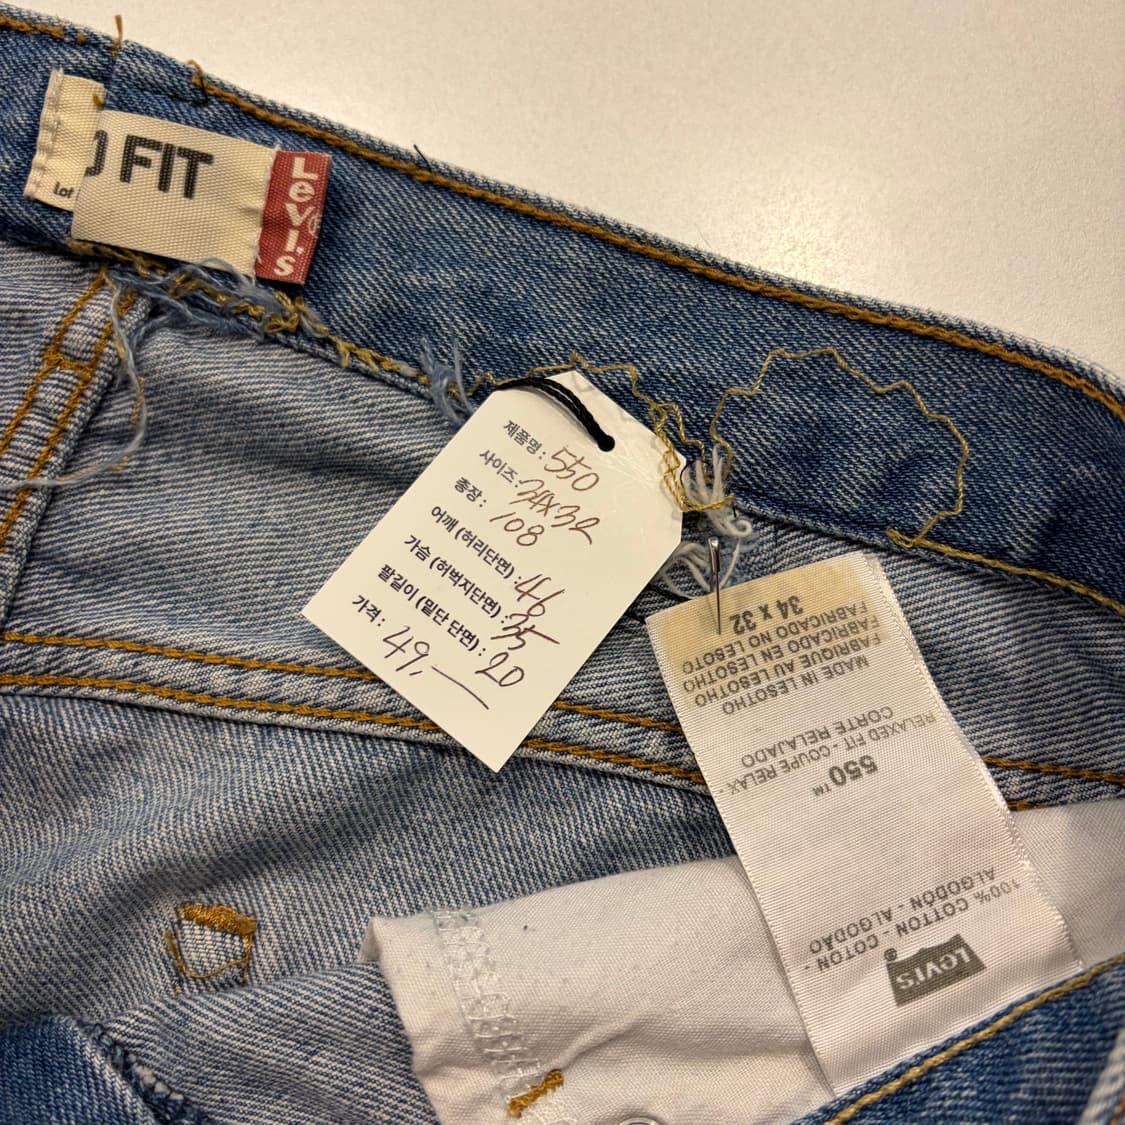 FIT
Lot
Levi's®
제품명: 550
사이즈: 34x32
총장: 108
어깨 (허리단면): 46
가슴 (허벅지단면): 35
팔길이 (밑단 단면): 20
가격: 49,—
Levi's®
100% COTTON - COTON -
ALGODÓN - ALGODÃO
550™
RELAXED FIT - COUPE RELAX -
CORTE RELAJADO
MADE IN LESOTHO
FABRIQUE AU LESOTHO
FABRICADO EN LESOTHO
FABRICADO NO LESOTO
34 x 32